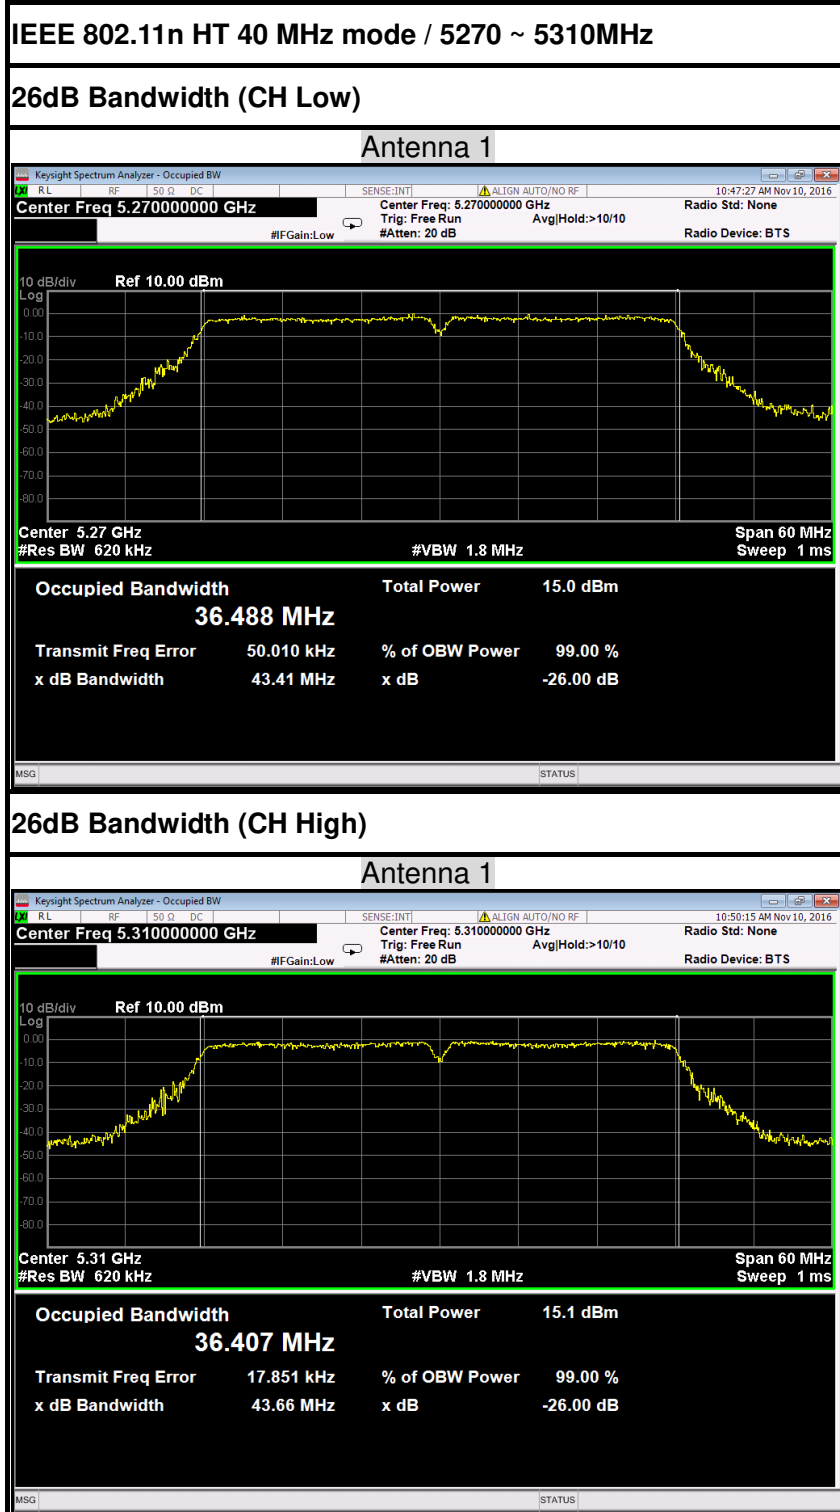 IEEE 802.11n HT 40 MHz mode / 5270 ~ 5310MHz
26dB Bandwidth (CH Low)
Antenna 1
Keysight Spectrum Analyzer - Occupied BW
LXI RL RF 50 Ω DC SENSE:INT ALIGN AUTO/NO RF 10:47:27 AM Nov 10, 2016
Center Freq 5.270000000 GHz Center Freq: 5.270000000 GHz Radio Std: None
Trig: Free Run Avg|Hold:>10/10
#IFGain:Low #Atten: 20 dB Radio Device: BTS
10 dB/div Ref 10.00 dBm
Log
0.00
-10.0
-20.0
-30.0
-40.0
-50.0
-60.0
-70.0
-80.0
Center 5.27 GHz Span 60 MHz
#Res BW 620 kHz #VBW 1.8 MHz Sweep 1 ms
Occupied Bandwidth Total Power 15.0 dBm
36.488 MHz
Transmit Freq Error 50.010 kHz % of OBW Power 99.00 %
x dB Bandwidth 43.41 MHz x dB -26.00 dB
MSG STATUS
26dB Bandwidth (CH High)
Antenna 1
Keysight Spectrum Analyzer - Occupied BW
LXI RL RF 50 Ω DC SENSE:INT ALIGN AUTO/NO RF 10:50:15 AM Nov 10, 2016
Center Freq 5.310000000 GHz Center Freq: 5.310000000 GHz Radio Std: None
Trig: Free Run Avg|Hold:>10/10
#IFGain:Low #Atten: 20 dB Radio Device: BTS
10 dB/div Ref 10.00 dBm
Log
0.00
-10.0
-20.0
-30.0
-40.0
-50.0
-60.0
-70.0
-80.0
Center 5.31 GHz Span 60 MHz
#Res BW 620 kHz #VBW 1.8 MHz Sweep 1 ms
Occupied Bandwidth Total Power 15.1 dBm
36.407 MHz
Transmit Freq Error 17.851 kHz % of OBW Power 99.00 %
x dB Bandwidth 43.66 MHz x dB -26.00 dB
MSG STATUS